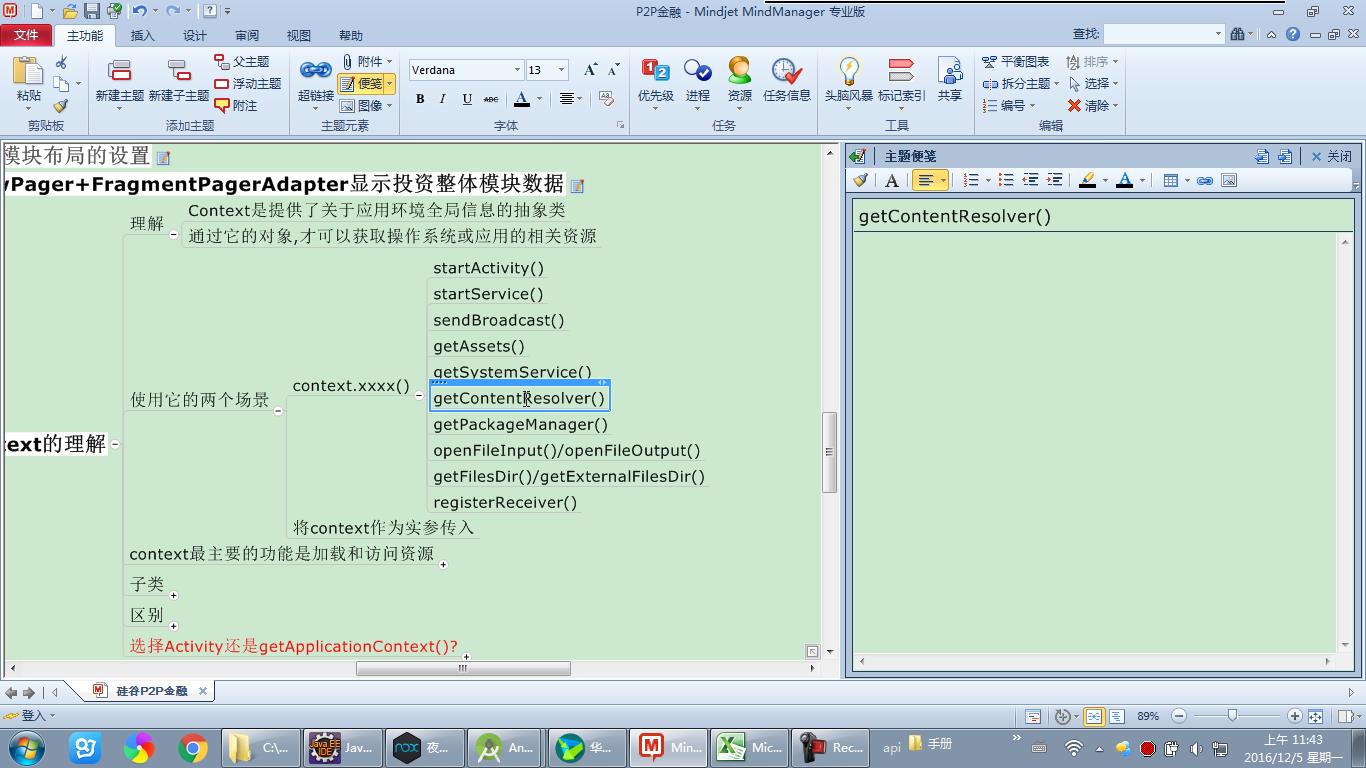 P2P金融 - Mindjet MindManager 专业版
文件 主功能 插入 设计 审阅 视图 帮助 查找:
粘贴 新建主题 新建子主题 父主题 浮动主题 附注 超链接 附件 便笺 图像 Verdana 13 优先级 进程 资源 任务信息 头脑风暴 标记索引 共享 平衡图表 拆分主题 编号 排序 选择 清除
B I U ABC A
剪贴板 添加主题 主题元素 字体 任务 工具 编辑
模块布局的设置
Pager+FragmentPagerAdapter显示投资整体模块数据
理解
Context是提供了关于应用环境全局信息的抽象类
通过它的对象,才可以获取操作系统或应用的相关资源
使用它的两个场景
context.xxxx()
startActivity()
startService()
sendBroadcast()
getAssets()
getSystemService()
getContentResolver()
getPackageManager()
openFileInput()/openFileOutput()
getFilesDir()/getExternalFilesDir()
registerReceiver()
将context作为实参传入
text的理解
context最主要的功能是加载和访问资源
子类
区别
选择Activity还是getApplicationContext()?
主题便笺 关闭
getContentResolver()
硅谷P2P金融
登入 89%
C:\... Jav... 夜... An... 华... Min... Mic... Rec... api 手册
上午 11:43
2016/12/5 星期一